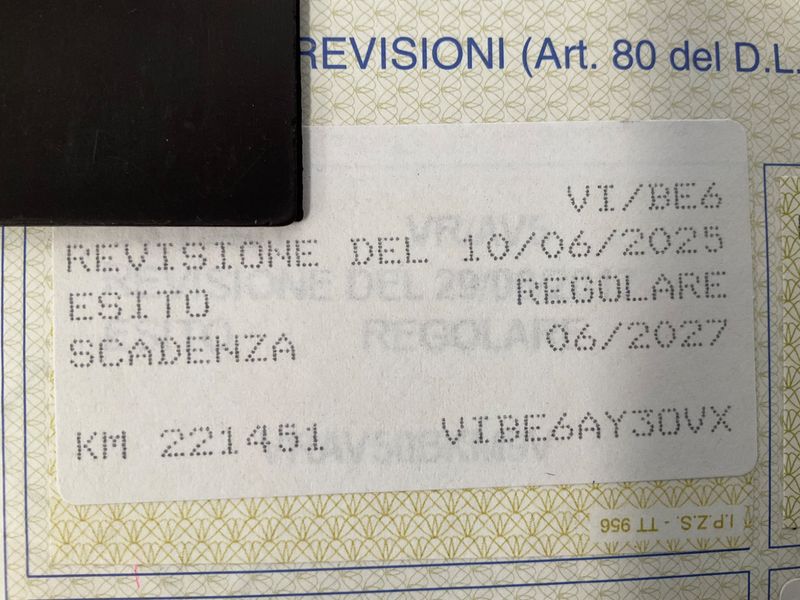 REVISIONI (Art. 80 del D.L.
VI/BE6
REVISIONE DEL 10/06/2025
ESITO REGOLARE
SCADENZA 06/2027
KM 221451 VIBE6AY30VX
I.P.Z.S. - TT 956